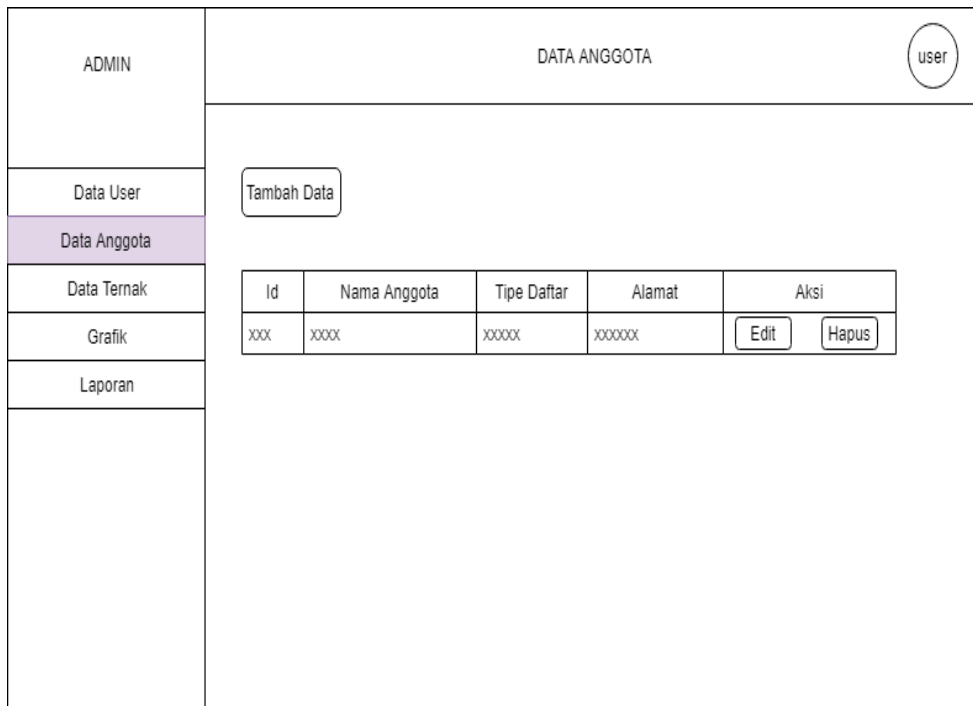 ADMIN
DATA ANGGOTA
user
Data User
Data Anggota
Data Ternak
Grafik
Laporan
Tambah Data
Id Nama Anggota Tipe Daftar Alamat Aksi
XXX XXXX XXXXX XXXXXX Edit Hapus